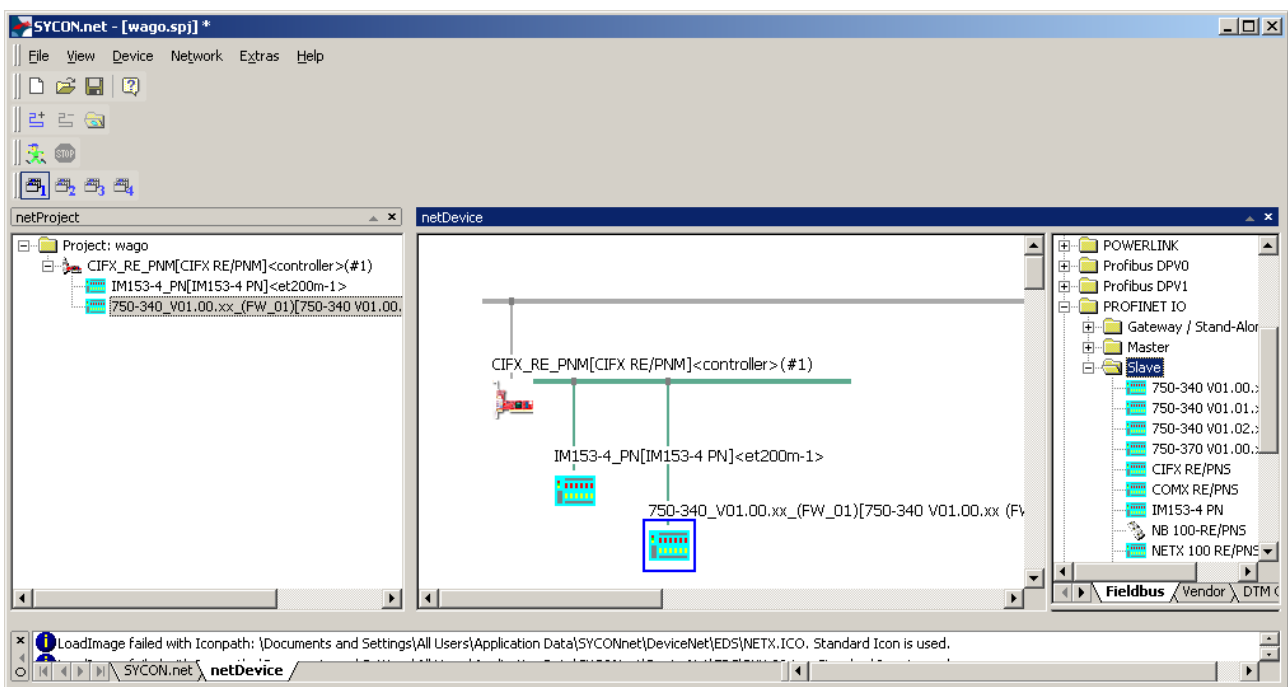 SYCON.net - [wago.spj] *
File View Device Network Extras Help
STOP
1 2 3 4
netProject
netDevice
Project: wago
CIFX_RE_PNM[CIFX RE/PNM]<controller>(#1)
IM153-4_PN[IM153-4 PN]<et200m-1>
750-340_V01.00.xx_(FW_01)[750-340 V01.00.
CIFX_RE_PNM[CIFX RE/PNM]<controller>(#1)
IM153-4_PN[IM153-4 PN]<et200m-1>
750-340_V01.00.xx_(FW_01)[750-340 V01.00.xx (FW
POWERLINK
Profibus DPV0
Profibus DPV1
PROFINET IO
Gateway / Stand-Alon
Master
Slave
750-340 V01.00.
750-340 V01.01.
750-340 V01.02.
750-370 V01.00.
CIFX RE/PNS
COMX RE/PNS
IM153-4 PN
NB 100-RE/PNS
NETX 100 RE/PNS
Fieldbus Vendor DTM
LoadImage failed with Iconpath: \Documents and Settings\All Users\Application Data\SYCONnet\DeviceNet\EDS\NETX.ICO. Standard Icon is used.
SYCON.net netDevice